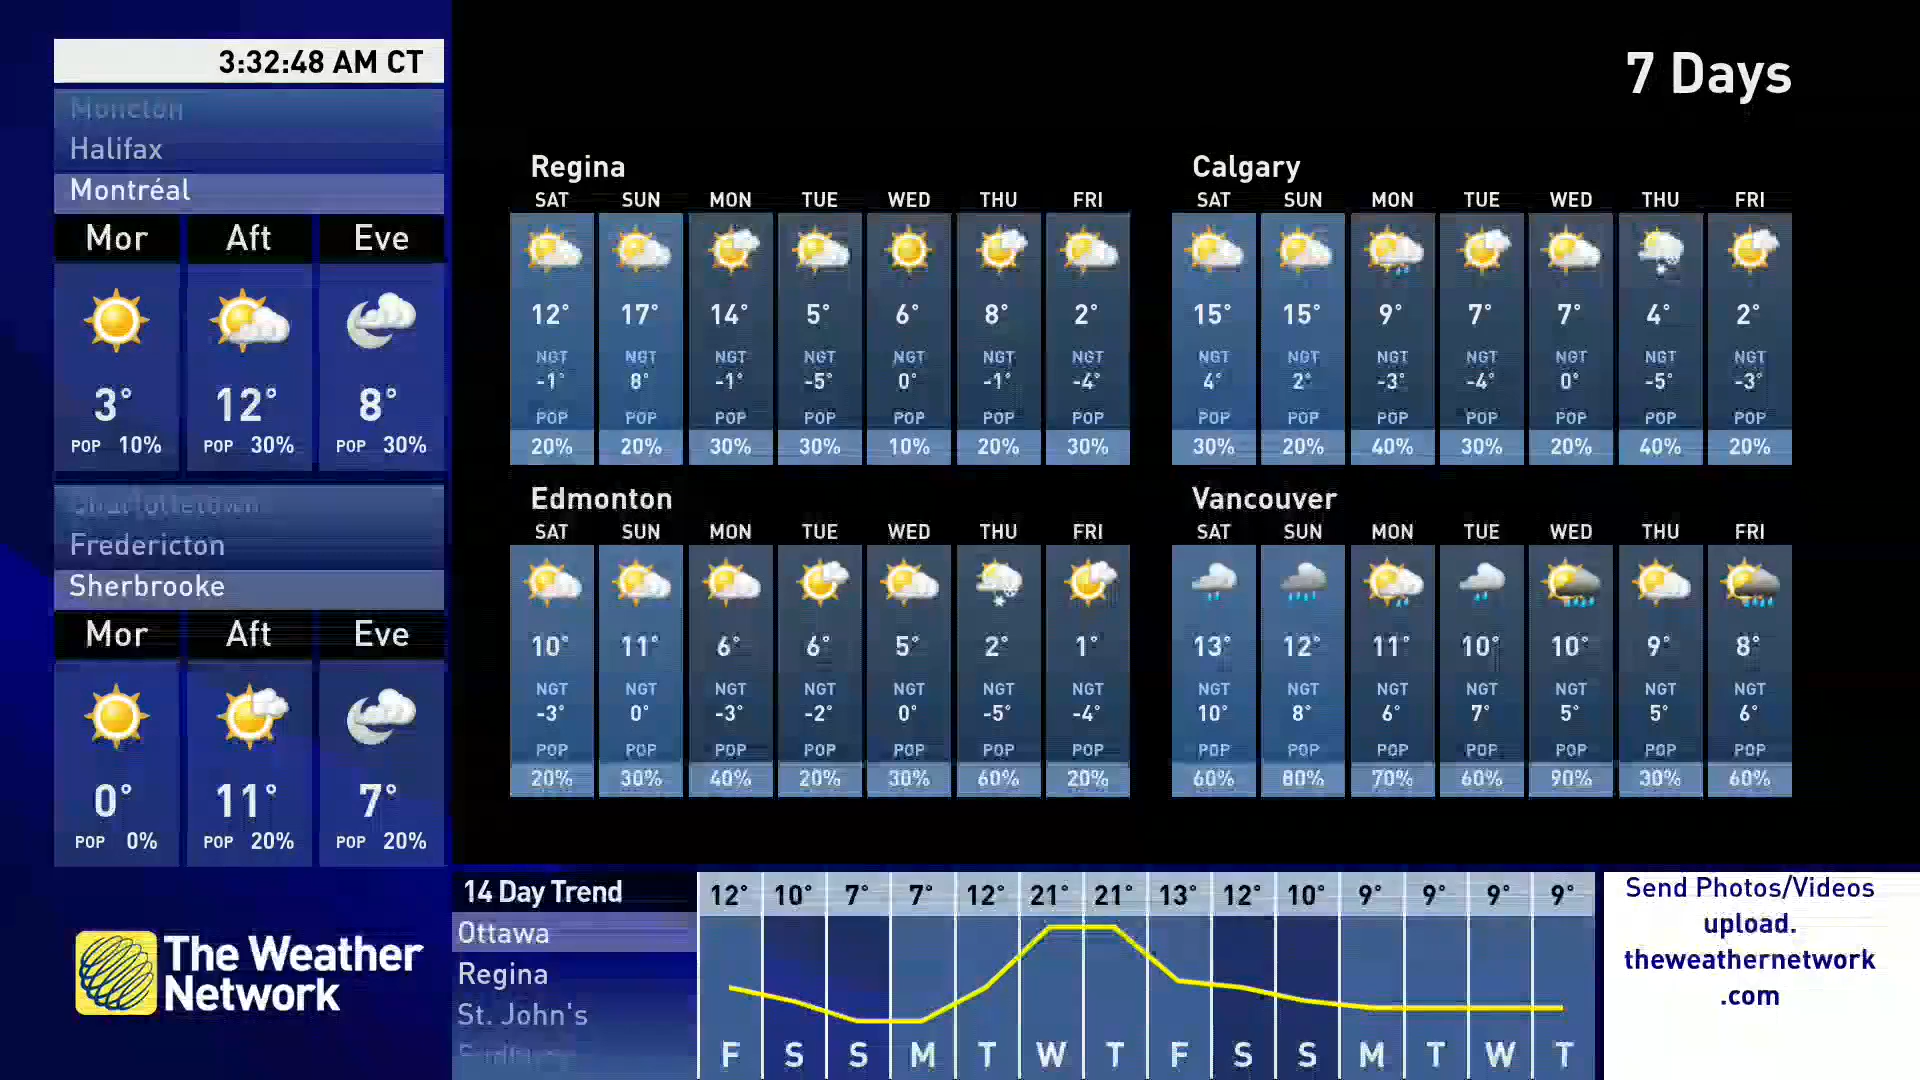 3:32:48 AM CT
Moncton
Halifax
Montréal
Mor Aft Eve
3° 12° 8°
POP 10% POP 30% POP 30%
Charlottetown
Fredericton
Sherbrooke
Mor Aft Eve
0° 11° 7°
POP 0% POP 20% POP 20%
The Weather
Network
7 Days
Regina
SAT SUN MON TUE WED THU FRI
12° 17° 14° 5° 6° 8° 2°
NGT NGT NGT NGT NGT NGT NGT
-1° 8° -1° -5° 0° -1° -4°
POP POP POP POP POP POP POP
20% 20% 30% 30% 10% 20% 30%
Calgary
SAT SUN MON TUE WED THU FRI
15° 15° 9° 7° 7° 4° 2°
NGT NGT NGT NGT NGT NGT NGT
4° 2° -3° -4° 0° -5° -3°
POP POP POP POP POP POP POP
30% 20% 40% 30% 20% 40% 20%
Edmonton
SAT SUN MON TUE WED THU FRI
10° 11° 6° 6° 5° 2° 1°
NGT NGT NGT NGT NGT NGT NGT
-3° 0° -3° -2° 0° -5° -4°
POP POP POP POP POP POP POP
20% 30% 40% 20% 30% 60% 20%
Vancouver
SAT SUN MON TUE WED THU FRI
13° 12° 11° 10° 10° 9° 8°
NGT NGT NGT NGT NGT NGT NGT
10° 8° 6° 7° 5° 5° 6°
POP POP POP POP POP POP POP
60% 80% 70% 60% 90% 30% 60%
14 Day Trend
Ottawa
Regina
St. John's
12° 10° 7° 7° 12° 21° 21° 13° 12° 10° 9° 9° 9° 9°
F S S M T W T F S S M T W T
Send Photos/Videos
upload.
theweathernetwork
.com